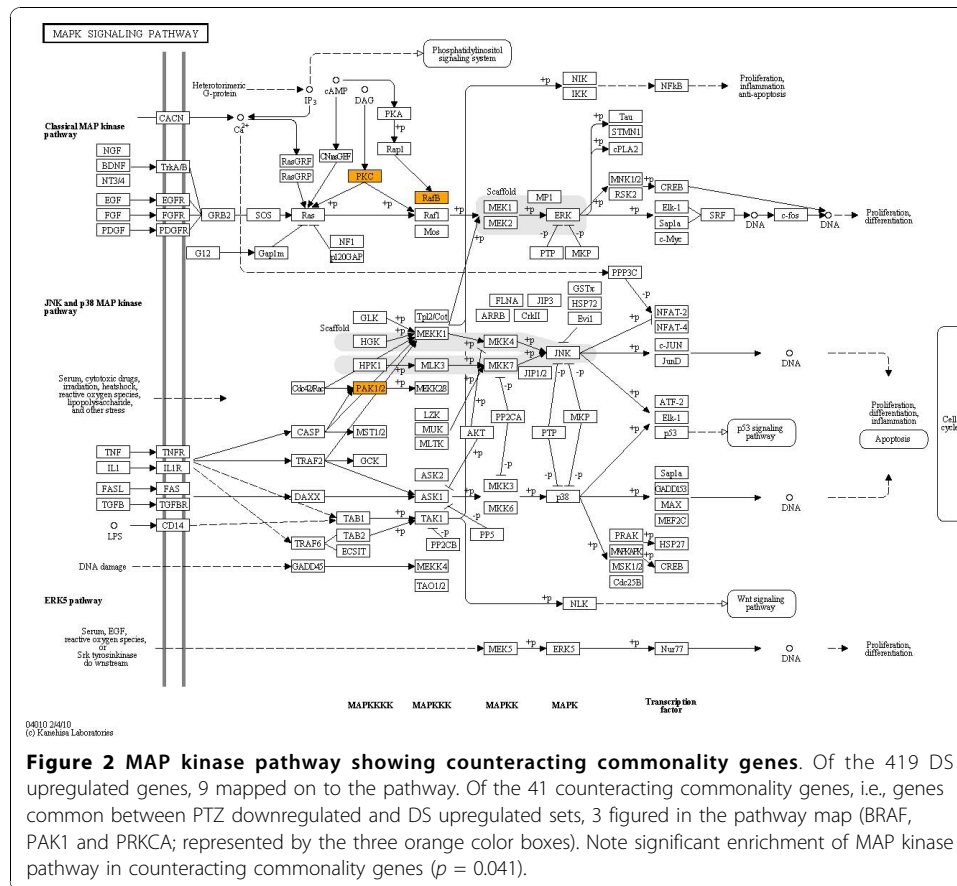 MAPK SIGNALING PATHWAY
Phosphatidylinositol
signaling system
Heterotrimeric
G-protein
IP3
cAMP
DAG
PKA
+p
NIK
IKK
+p
NFkB
Proliferation,
inflammation
anti-apoptosis
Classical MAP kinase
pathway
CACN
Ca2+
+p
Rap1
Tau
STMN1
cPLA2
+p
+p
NGF
BDNF
NT3/4
TrkA/B
RasGRF
RasGRP
CNrasGEF
PKC
RafB
Scaffold
MP1
MNK1/2
RSK2
CREB
EGF
EGFR
FGF
FGFR
PDGF
PDGFR
GRB2
SOS
Ras
+p
+p
Raf1
Mos
+p
+p
MEK1
MEK2
+p
ERK
+p
+p
Elk-1
Sap1a
c-Myc
SRF
DNA
c-fos
DNA
Proliferation,
differentiation
G12
Gap1m
NF1
p120GAP
-p
-p
PTP
MKP
PPP3C
JNK and p38 MAP kinase
pathway
GSTπ
HSP72
Evi1
FLNA
JIP3
ARRB
CrkII
-p
NFAT-2
NFAT-4
Scaffold
GLK
HGK
+p
+p
Tpl2/Cot
MEKK1
+p
MKK4
+p
JNK
-p
+p
c-JUN
JunD
DNA
HPK1
+p
MLK3
+p
MKK7
+p
JIP1/2
Serum, cytotoxic drugs,
irradiation, heatshock,
reactive oxygen species,
lipopolysaccharide,
and other stress
Cdc42/Rac
PAK1/2
+p
MEKK2/3
-p
-p
-p
+p
ATF-2
Elk-1
p53
p53 signaling
pathway
Proliferation,
differentiation,
inflammation
Apoptosis
Cell
cycle
LZK
MUK
MLTK
AKT
PP2CA
PTP
MKP
CASP
MST1/2
TNF
TNFR
IL1
IL1R
TRAF2
GCK
ASK2
+p
-p
-p
-p
+p
MKK3
MKK6
FASL
FAS
TGFB
TGFBR
DAXX
ASK1
+p
+p
p38
+p
Sap1a
GADD153
MAX
MEF2C
DNA
LPS
CD14
TAB1
TAK1
TRAF6
TAB2
ECSIT
+p
-p
-p
PP2CB
PP5
+p
+p
PRAK
MAPKAPK
MSK1/2
Cdc25B
+p
+p
HSP27
CREB
DNA damage
GADD45
MEKK4
TAO1/2
ERK5 pathway
+p
NLK
Wnt signaling
pathway
Serum, EGF,
reactive oxygen species,
or
Srk tyrosinkinase
downstream
MEK5
+p
ERK5
+p
Nur77
DNA
Proliferation,
differentiation
MAPKKKK
MAPKKK
MAPKK
MAPK
Transcription
factor
04010 2/4/10
(c) Kanehisa Laboratories
Figure 2 MAP kinase pathway showing counteracting commonality genes. Of the 419 DS
upregulated genes, 9 mapped on to the pathway. Of the 41 counteracting commonality genes, i.e., genes
common between PTZ downregulated and DS upregulated sets, 3 figured in the pathway map (BRAF,
PAK1 and PRKCA; represented by the three orange color boxes). Note significant enrichment of MAP kinase
pathway in counteracting commonality genes (p = 0.041).